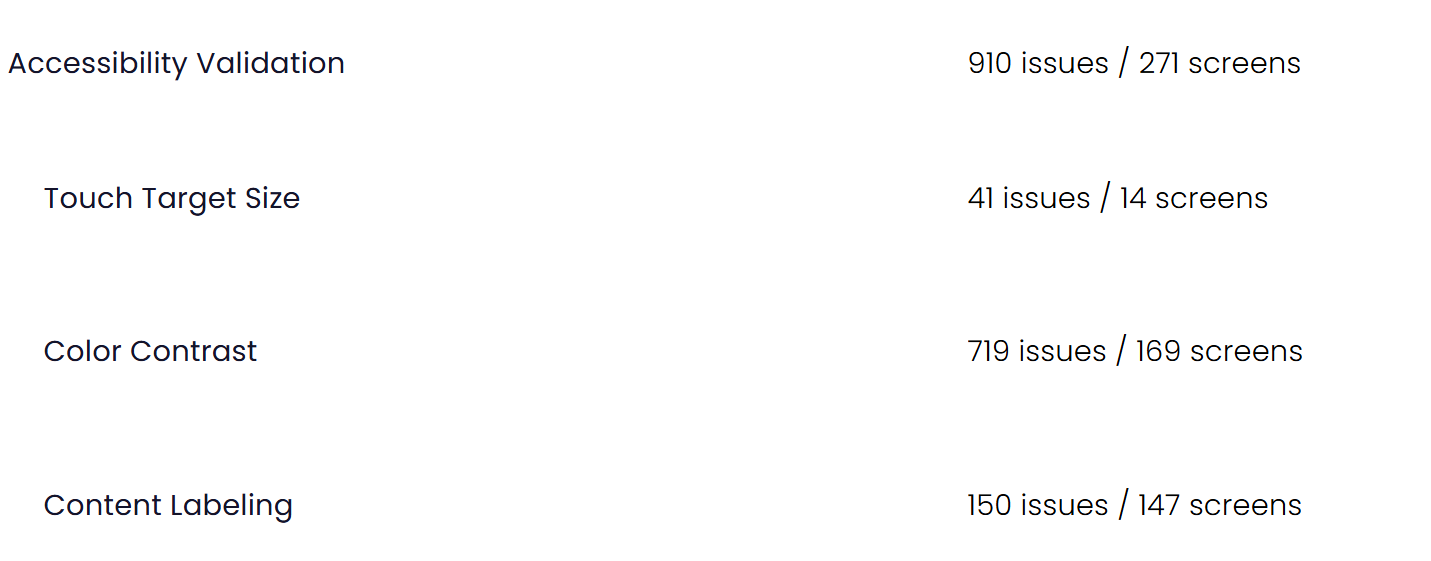 Accessibility Validation 910 issues / 271 screens
Touch Target Size 41 issues / 14 screens
Color Contrast 719 issues / 169 screens
Content Labeling 150 issues / 147 screens